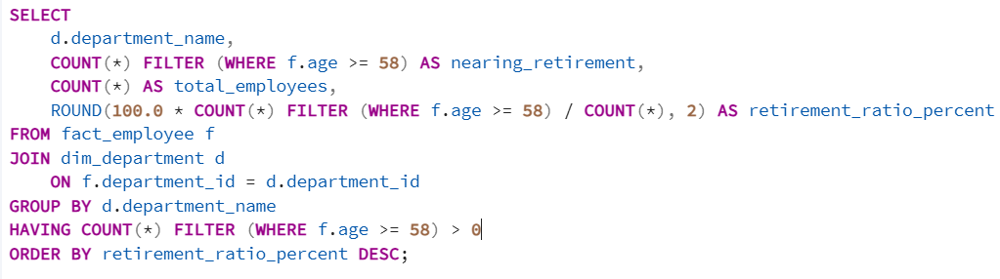 SELECT
    d.department_name,
    COUNT(*) FILTER (WHERE f.age >= 58) AS nearing_retirement,
    COUNT(*) AS total_employees,
    ROUND(100.0 * COUNT(*) FILTER (WHERE f.age >= 58) / COUNT(*), 2) AS retirement_ratio_percent
FROM fact_employee f
JOIN dim_department d
    ON f.department_id = d.department_id
GROUP BY d.department_name
HAVING COUNT(*) FILTER (WHERE f.age >= 58) > 0
ORDER BY retirement_ratio_percent DESC;